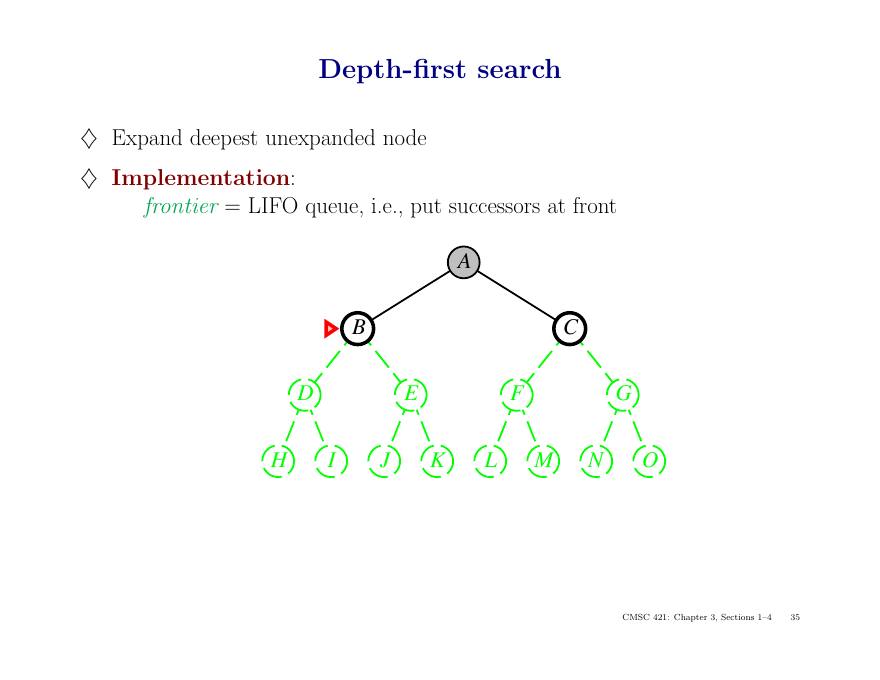 Depth-first search
♢ Expand deepest unexpanded node
♢ Implementation:
frontier = LIFO queue, i.e., put successors at front
A
B C
D E F G
H I J K L M N O
CMSC 421: Chapter 3, Sections 1–4 35